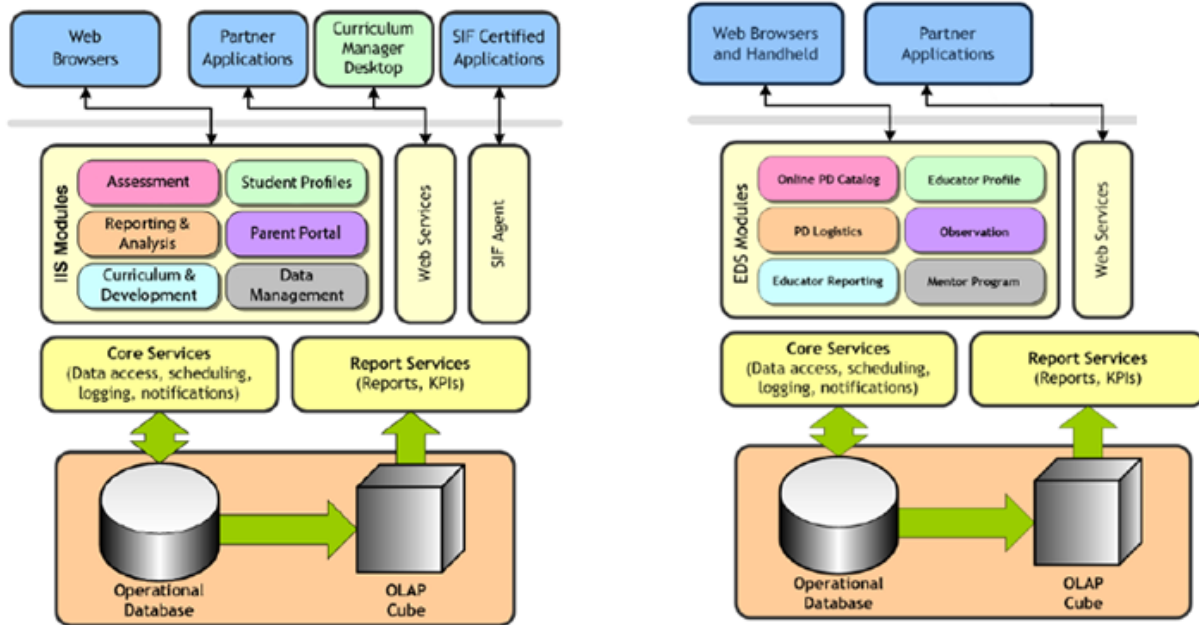 Web
Browsers
Partner
Applications
Curriculum
Manager
Desktop
SIF Certified
Applications
IIS Modules
Assessment
Student Profiles
Reporting &
Analysis
Parent Portal
Curriculum &
Development
Data
Management
Web Services
SIF Agent
Core Services
(Data access, scheduling,
logging, notifications)
Report Services
(Reports, KPIs)
Operational
Database
OLAP
Cube
Web Browsers
and Handheld
Partner
Applications
EDS Modules
Online PD Catalog
Educator Profile
PD Logistics
Observation
Educator Reporting
Mentor Program
Web Services
Core Services
(Data access, scheduling,
logging, notifications)
Report Services
(Reports, KPIs)
Operational
Database
OLAP
Cube